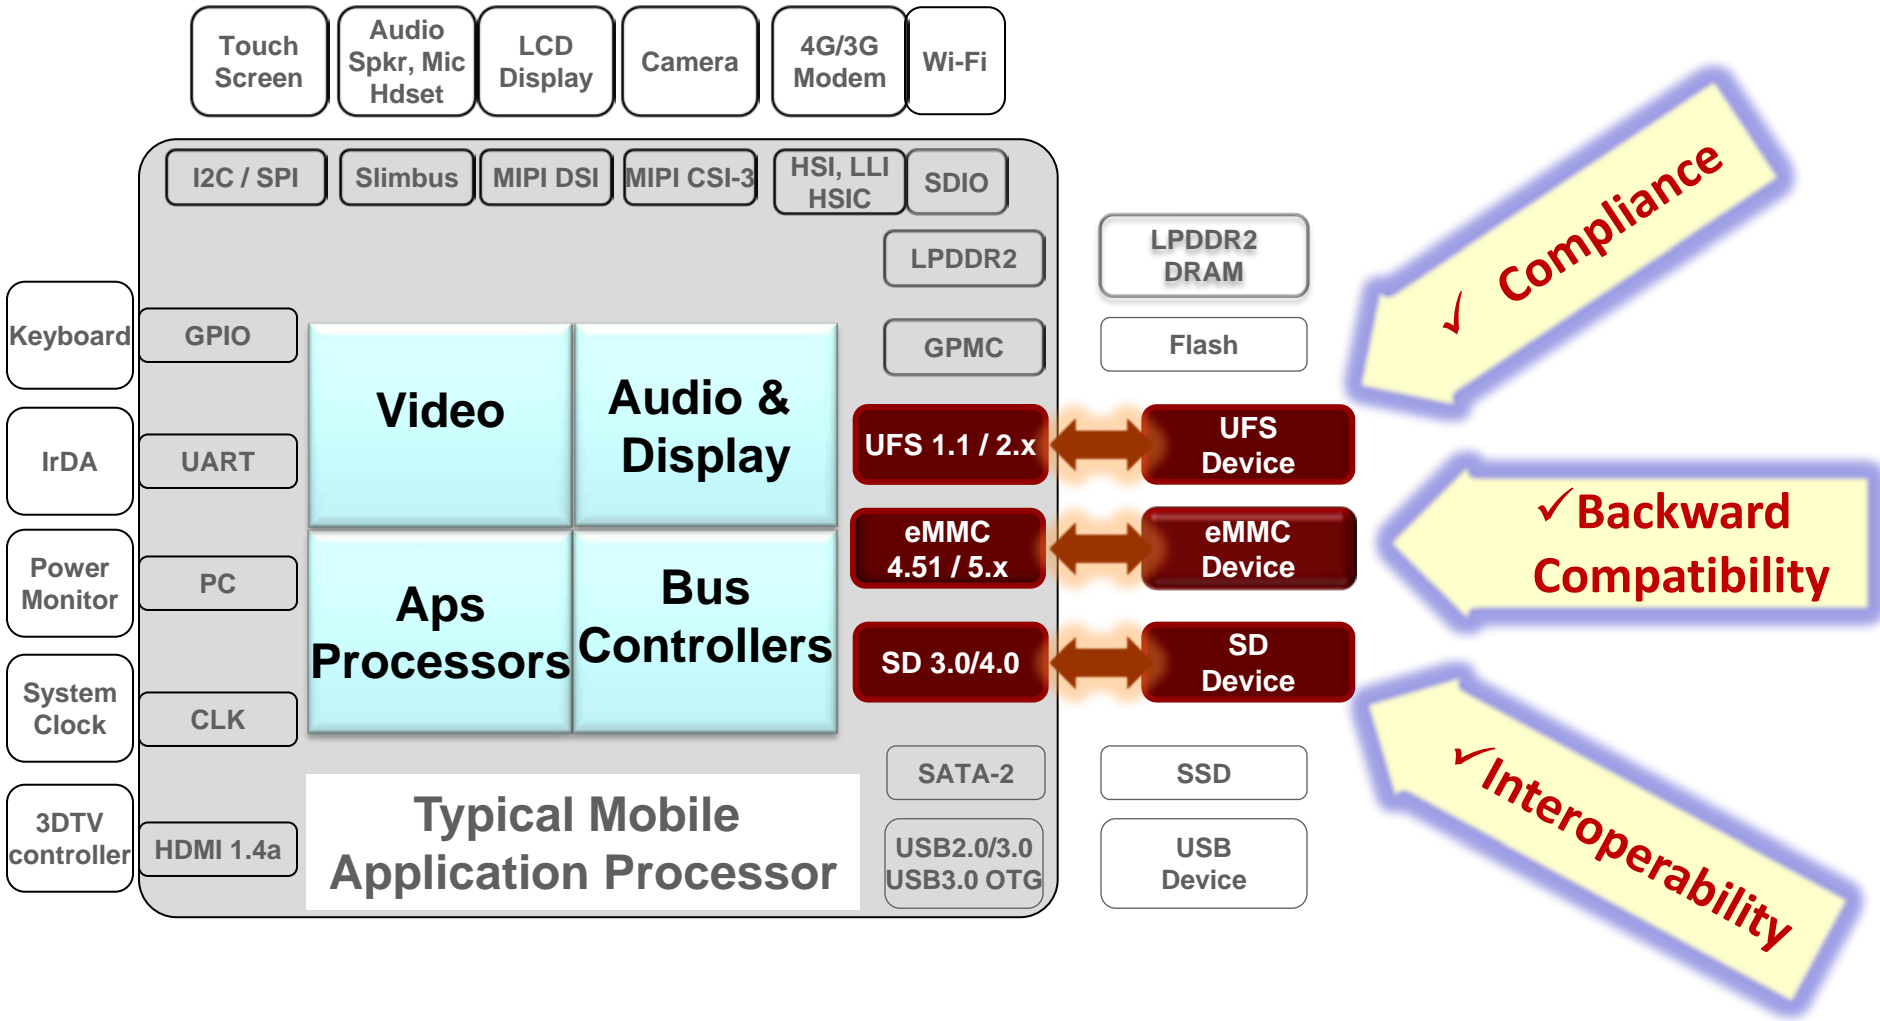 Touch
Screen
Audio
Spkr, Mic
Hdset
LCD
Display
Camera
4G/3G
Modem
Wi-Fi
I2C / SPI
Slimbus
MIPI DSI
MIPI CSI-3
HSI, LLI
HSIC
SDIO
LPDDR2
LPDDR2
DRAM
✓ Compliance
Keyboard
GPIO
GPMC
Flash
Video
Audio &
Display
UFS 1.1 / 2.x
UFS
Device
IrDA
UART
✓Backward
Compatibility
eMMC
4.51 / 5.x
eMMC
Device
Power
Monitor
PC
Aps
Processors
Bus
Controllers
SD 3.0/4.0
SD
Device
System
Clock
CLK
SATA-2
SSD
✓Interoperability
3DTV
controller
HDMI 1.4a
Typical Mobile
Application Processor
USB2.0/3.0
USB3.0 OTG
USB
Device